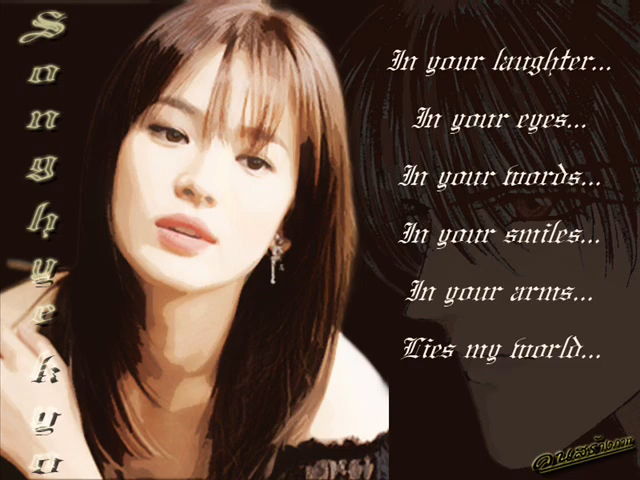 Songhyekyo
In your laughter...
In your eyes...
In your words...
In your smiles...
In your arms...
Lies my world...